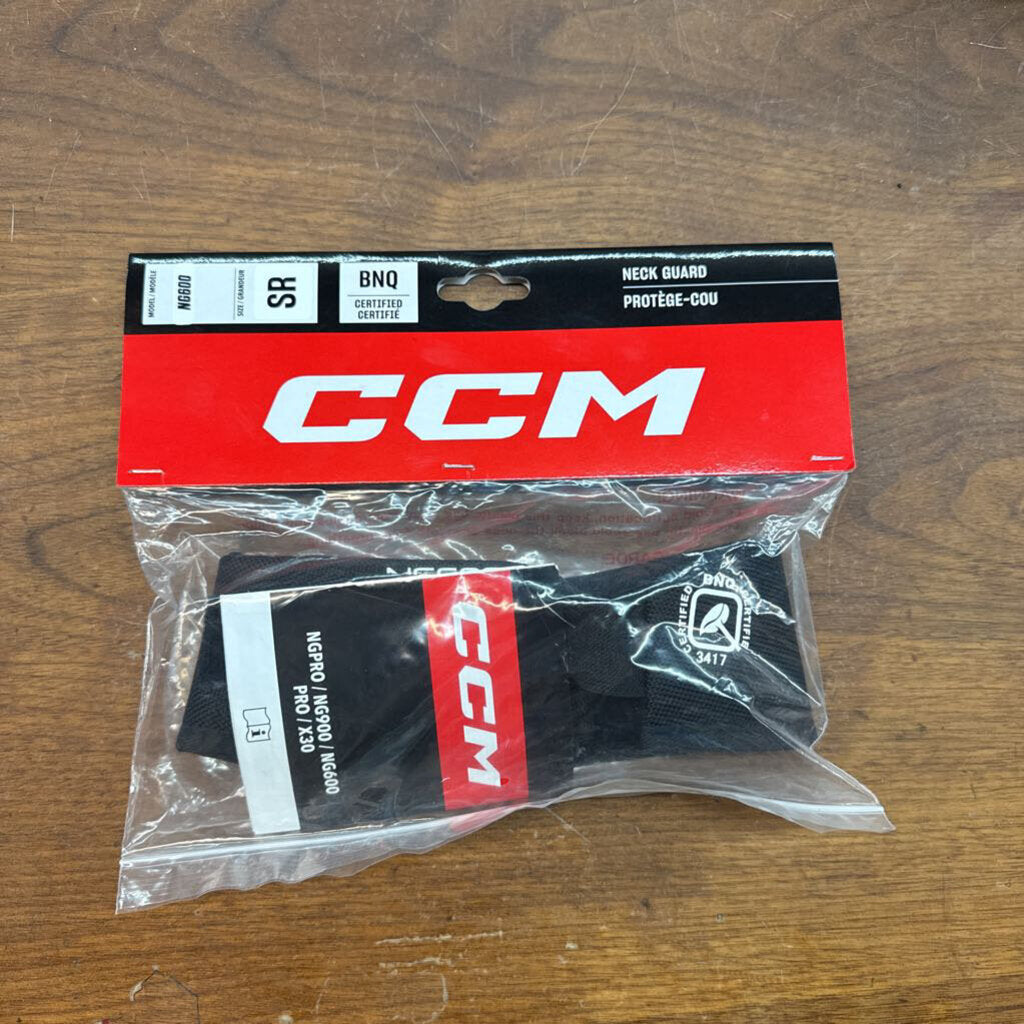 MODEL / MODÈLE
NG600
SIZE / GRANDEUR
SR
BNQ
CERTIFIED
CERTIFIÉ
NECK GUARD
PROTÈGE-COU
CCM
NGPRO / NG900 / NG600
PRO / X30
CCM
BNQ
CERTIFIED
CERTIFIÉ
3417